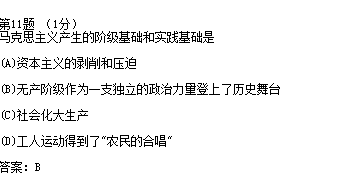 第11题 （1分）
马克思主义产生的阶级基础和实践基础是
(A)资本主义的剥削和压迫
(B)无产阶级作为一支独立的政治力量登上了历史舞台
(C)社会化大生产
(D)工人运动得到了“农民的合唱”
答案：B